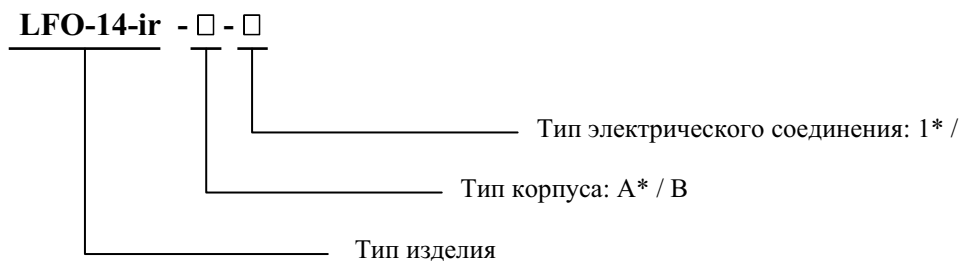 LFO-14-ir - □ - □
Тип электрического соединения: 1* /
Тип корпуса: A* / B
Тип изделия